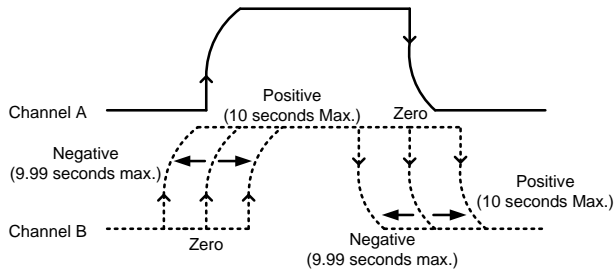 Channel A
Positive
(10 seconds Max.)
Zero
Negative
(9.99 seconds max.)
Positive
(10 seconds Max.)
Channel B
Zero
Negative
(9.99 seconds max.)